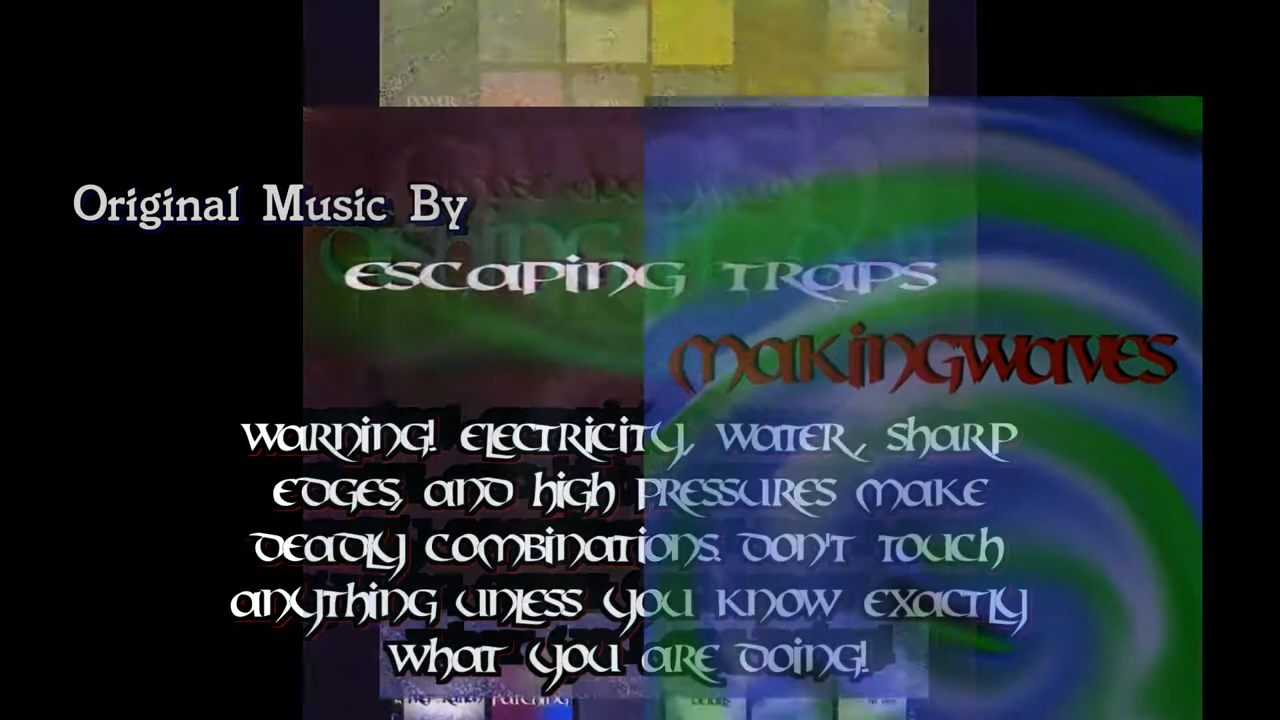 Original Music By
ESCAPING TRAPS
MAKINGWAVES
WARNING! ELECTRICITY, WATER, SHARP
EDGES, AND HIGH PRESSURES MAKE
DEADLY COMBINATIONS. DON'T TOUCH
ANYTHING UNLESS YOU KNOW EXACTLY
WHAT YOU ARE DOING!